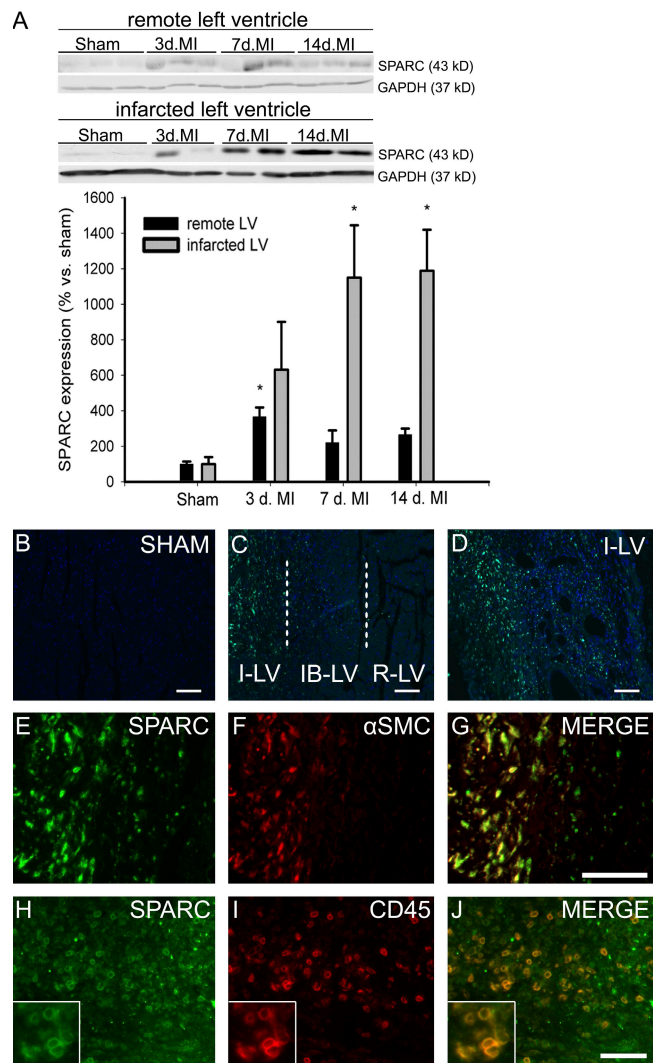 A
remote left ventricle
Sham 3d.MI 7d.MI 14d.MI
SPARC (43 kD)
GAPDH (37 kD)
infarcted left ventricle
Sham 3d.MI 7d.MI 14d.MI
SPARC (43 kD)
GAPDH (37 kD)
SPARC expression (% vs. sham)
1600
1400
1200
1000
800
600
400
200
0
remote LV
infarcted LV
*
*
*
Sham 3 d. MI 7 d. MI 14 d. MI
B SHAM
C
I-LV IB-LV R-LV
D I-LV
E SPARC
F αSMC
G MERGE
H SPARC
I CD45
J MERGE